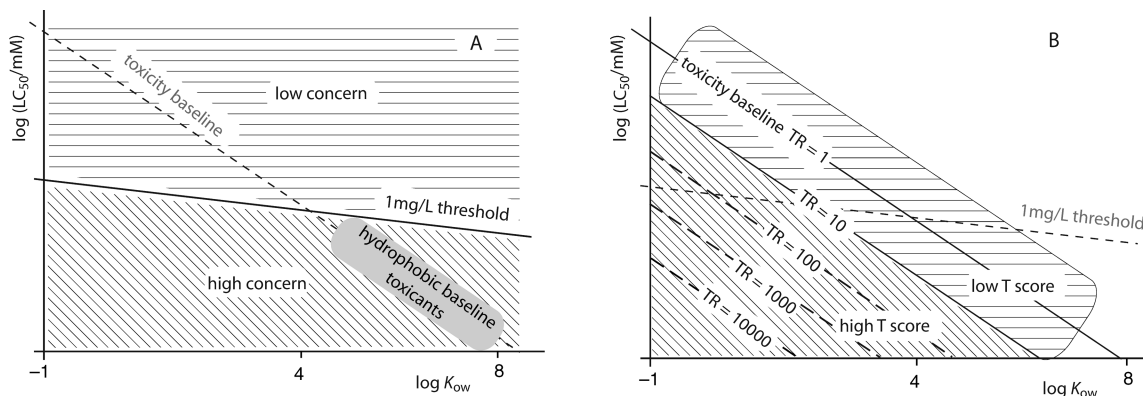 A
log (LC50/mM)
toxicity baseline
low concern
1mg/L threshold
hydrophobic baseline
toxicants
high concern
−1
4
8
log Kow
B
log (LC50/mM)
toxicity baseline TR = 1
1mg/L threshold
TR = 10
TR = 100
TR = 1000
TR = 10000
low T score
high T score
−1
4
8
log Kow